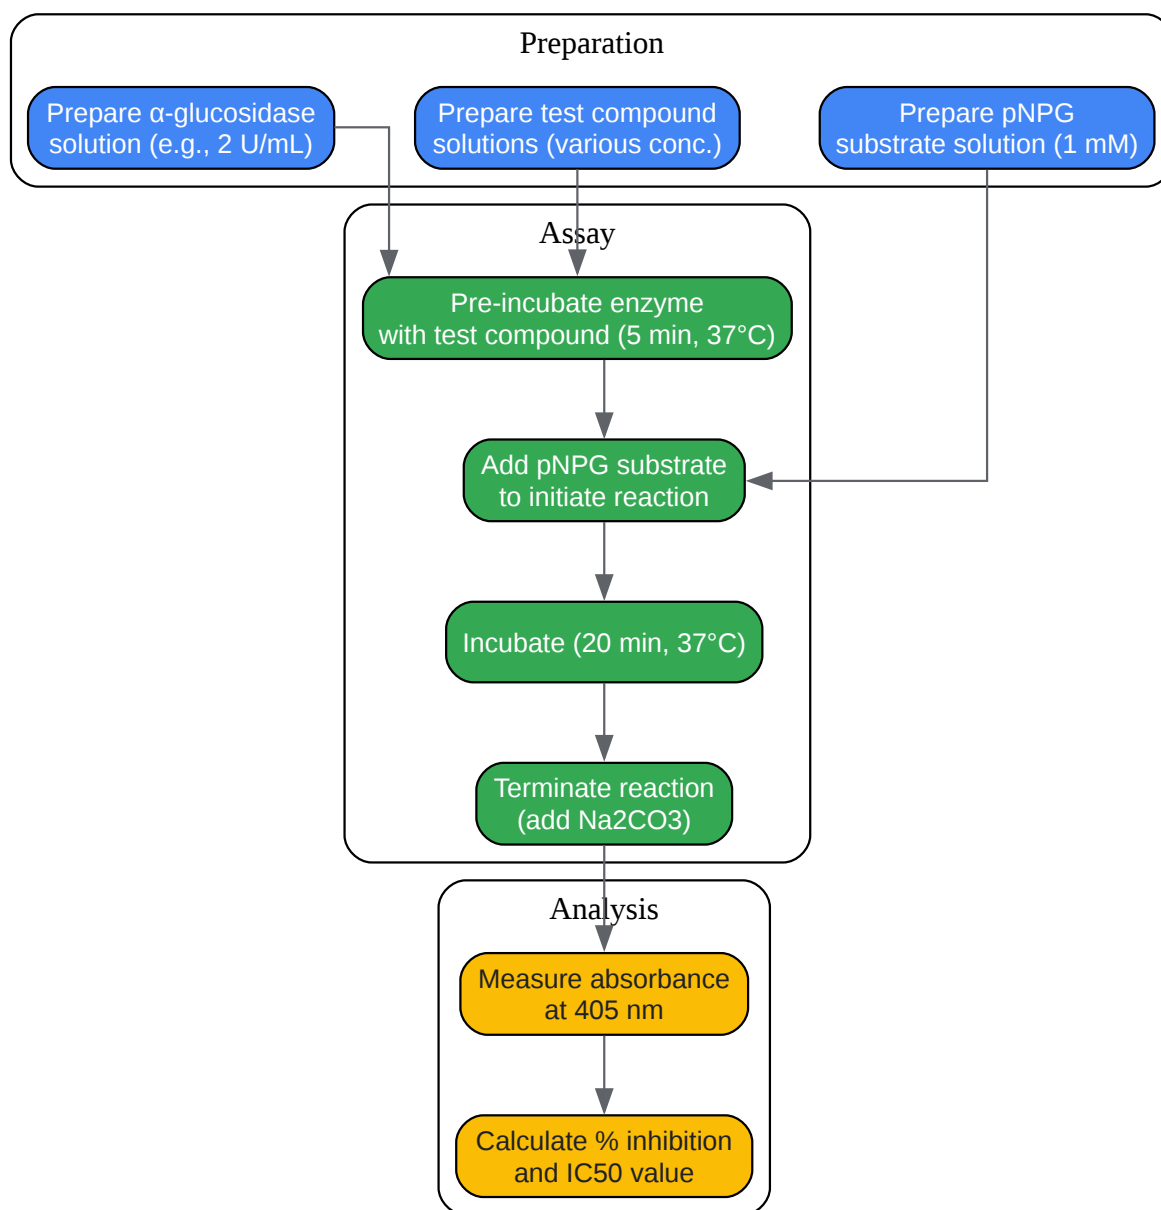 Preparation
Prepare α-glucosidase
solution (e.g., 2 U/mL)
Prepare test compound
solutions (various conc.)
Prepare pNPG
substrate solution (1 mM)
Assay
Pre-incubate enzyme
with test compound (5 min, 37°C)
Add pNPG substrate
to initiate reaction
Incubate (20 min, 37°C)
Terminate reaction
(add Na2CO3)
Analysis
Measure absorbance
at 405 nm
Calculate % inhibition
and IC50 value